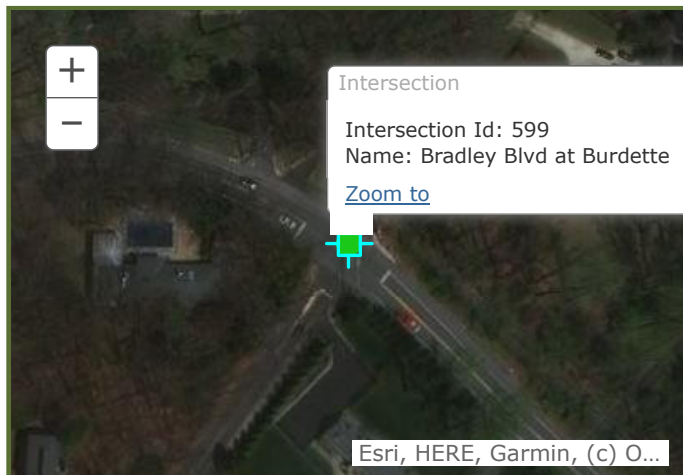 +
Intersection
−
Intersection Id: 599
Name: Bradley Blvd at Burdette
Zoom to
Esri, HERE, Garmin, (c) O...